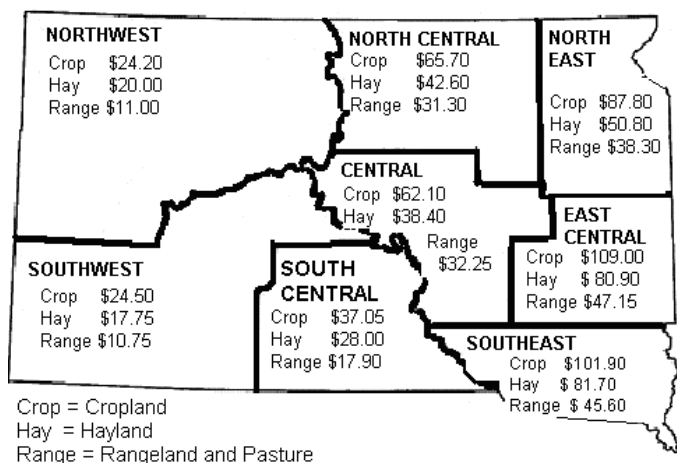 NORTHWEST
Crop $24.20
Hay $20.00
Range $11.00
NORTH CENTRAL
Crop $65.70
Hay $42.60
Range $31.30
NORTH
EAST
Crop $87.80
Hay $50.80
Range $38.30
CENTRAL
Crop $62.10
Hay $38.40
Range
$32.25
EAST
CENTRAL
Crop $109.00
Hay $ 80.90
Range $47.15
SOUTHWEST
Crop $24.50
Hay $17.75
Range $10.75
SOUTH
CENTRAL
Crop $37.05
Hay $28.00
Range $17.90
SOUTHEAST
Crop $101.90
Hay $ 81.70
Range $ 45.60
Crop = Cropland
Hay = Hayland
Range = Rangeland and Pasture